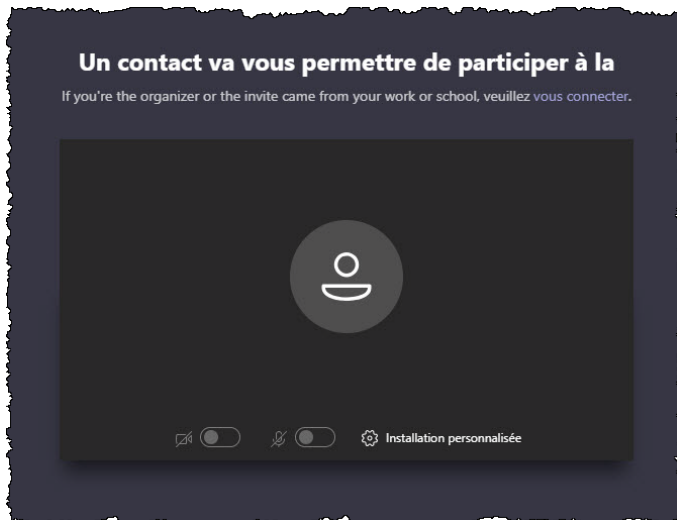 Un contact va vous permettre de participer à la
If you're the organizer or the invite came from your work or school, veuillez vous connecter.
Installation personnalisée